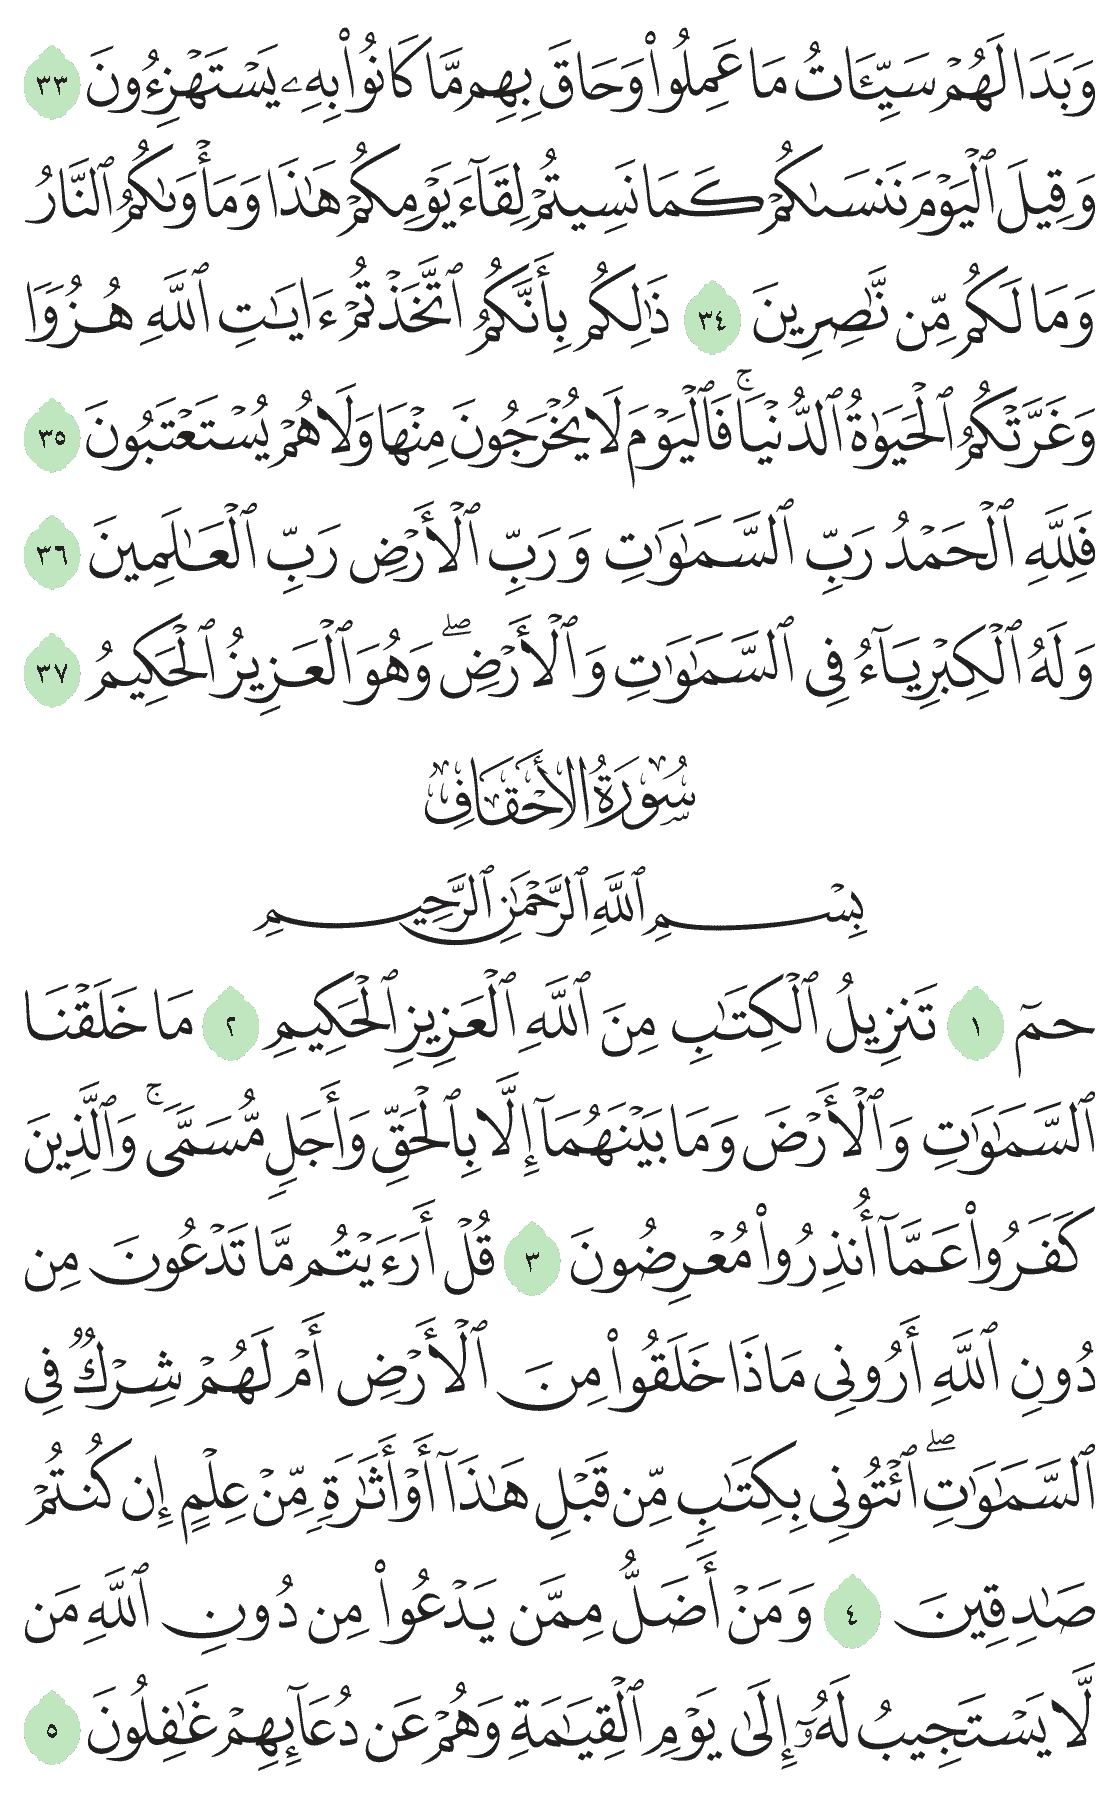 وَبَدَا لَهُمْ سَيِّـَٔاتُ مَا عَمِلُوا۟ وَحَاقَ بِهِم مَّا كَانُوا۟ بِهِۦ يَسْتَهْزِءُونَ ٣٣
وَقِيلَ ٱلْيَوْمَ نَنسَىٰكُمْ كَمَا نَسِيتُمْ لِقَآءَ يَوْمِكُمْ هَٰذَا وَمَأْوَىٰكُمُ ٱلنَّارُ
وَمَا لَكُم مِّن نَّٰصِرِينَ ٣٤ ذَٰلِكُم بِأَنَّكُمُ ٱتَّخَذْتُمْ ءَايَٰتِ ٱللَّهِ هُزُوًا
وَغَرَّتْكُمُ ٱلْحَيَوٰةُ ٱلدُّنْيَا ۚ فَٱلْيَوْمَ لَا يُخْرَجُونَ مِنْهَا وَلَا هُمْ يُسْتَعْتَبُونَ ٣٥
فَلِلَّهِ ٱلْحَمْدُ رَبِّ ٱلسَّمَٰوَٰتِ وَرَبِّ ٱلْأَرْضِ رَبِّ ٱلْعَٰلَمِينَ ٣٦
وَلَهُ ٱلْكِبْرِيَآءُ فِى ٱلسَّمَٰوَٰتِ وَٱلْأَرْضِ ۖ وَهُوَ ٱلْعَزِيزُ ٱلْحَكِيمُ ٣٧
سُورَةُ الأَحْقَافِ
بِسْمِ ٱللَّهِ ٱلرَّحْمَٰنِ ٱلرَّحِيمِ
حمٓ ١ تَنزِيلُ ٱلْكِتَٰبِ مِنَ ٱللَّهِ ٱلْعَزِيزِ ٱلْحَكِيمِ ٢ مَا خَلَقْنَا
ٱلسَّمَٰوَٰتِ وَٱلْأَرْضَ وَمَا بَيْنَهُمَآ إِلَّا بِٱلْحَقِّ وَأَجَلٍ مُّسَمًّى ۚ وَٱلَّذِينَ
كَفَرُوا۟ عَمَّآ أُنذِرُوا۟ مُعْرِضُونَ ٣ قُلْ أَرَءَيْتُم مَّا تَدْعُونَ مِن
دُونِ ٱللَّهِ أَرُونِى مَاذَا خَلَقُوا۟ مِنَ ٱلْأَرْضِ أَمْ لَهُمْ شِرْكٌ فِى
ٱلسَّمَٰوَٰتِ ۖ ٱئْتُونِى بِكِتَٰبٍ مِّن قَبْلِ هَٰذَآ أَوْ أَثَٰرَةٍ مِّنْ عِلْمٍ إِن كُنتُمْ
صَٰدِقِينَ ٤ وَمَنْ أَضَلُّ مِمَّن يَدْعُوا۟ مِن دُونِ ٱللَّهِ مَن
لَّا يَسْتَجِيبُ لَهُۥٓ إِلَىٰ يَوْمِ ٱلْقِيَٰمَةِ وَهُمْ عَن دُعَآئِهِمْ غَٰفِلُونَ ٥